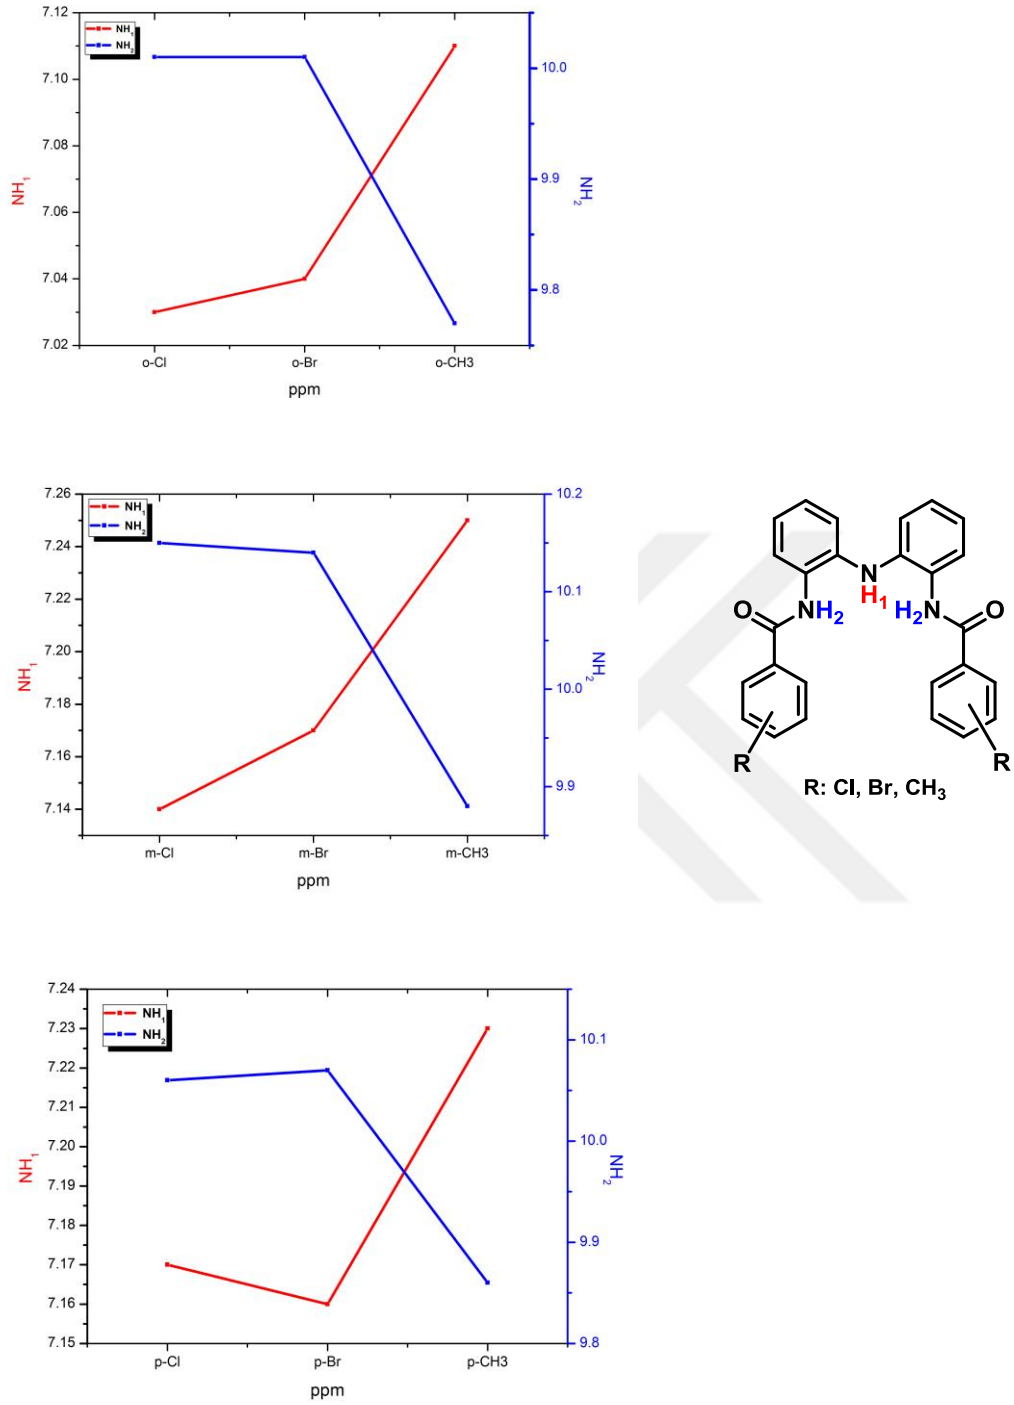 7.12
7.10
7.08
7.06
7.04
7.02
NH1
NH1
NH2
10.0
9.9
9.8
NH2
o-Cl o-Br o-CH3
ppm
7.26
7.24
7.22
7.20
7.18
7.16
7.14
NH1
NH1
NH2
10.2
10.1
10.0
9.9
NH2
m-Cl m-Br m-CH3
ppm
N
H1
O NH2 H2N O
R R
R: Cl, Br, CH3
7.24
7.23
7.22
7.21
7.20
7.19
7.18
7.17
7.16
7.15
NH1
NH1
NH2
10.1
10.0
9.9
9.8
NH2
p-Cl p-Br p-CH3
ppm